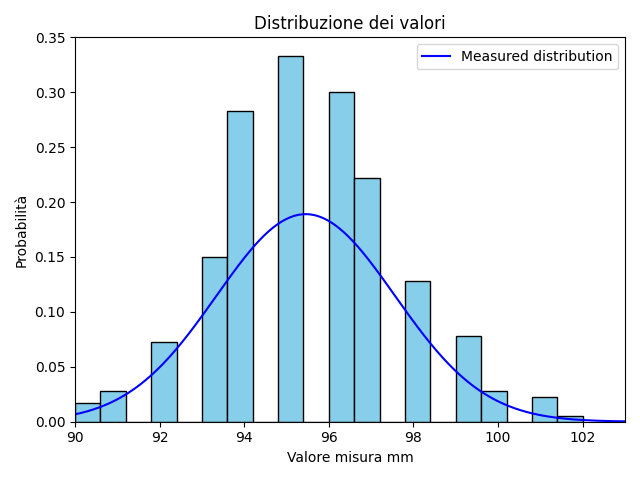 Distribuzione dei valori
Measured distribution
Probabilità
0.35
0.30
0.25
0.20
0.15
0.10
0.05
0.00
90 92 94 96 98 100 102
Valore misura mm